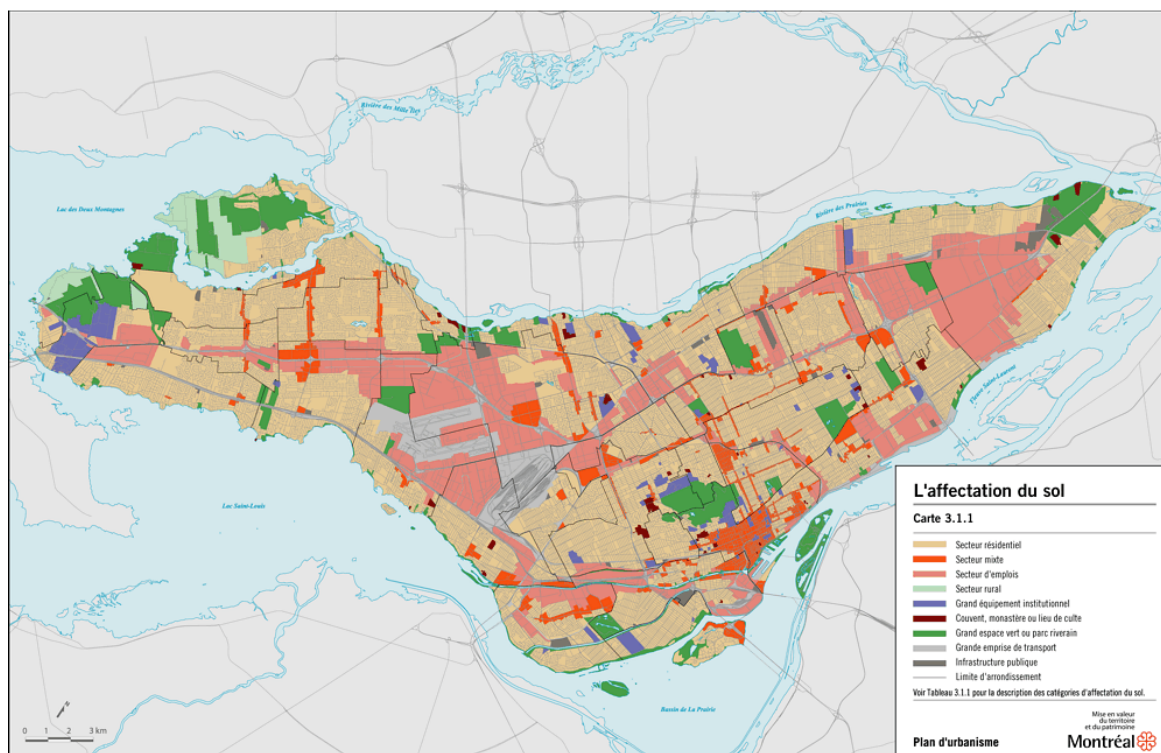 Rivière des Mille Îles
Lac des Deux Montagnes
Rivière des Prairies
Fleuve Saint-Laurent
Lac Saint-Louis
Bassin de La Prairie
N
0 1 2 3 km
L'affectation du sol
Carte 3.1.1
Secteur résidentiel
Secteur mixte
Secteur d'emplois
Secteur rural
Grand équipement institutionnel
Couvent, monastère ou lieu de culte
Grand espace vert ou parc riverain
Grande emprise de transport
Infrastructure publique
Limite d'arrondissement
Voir Tableau 3.1.1 pour la description des catégories d'affectation du sol.
Mise en valeur
du territoire
et du patrimoine
Plan d'urbanisme
Montréal